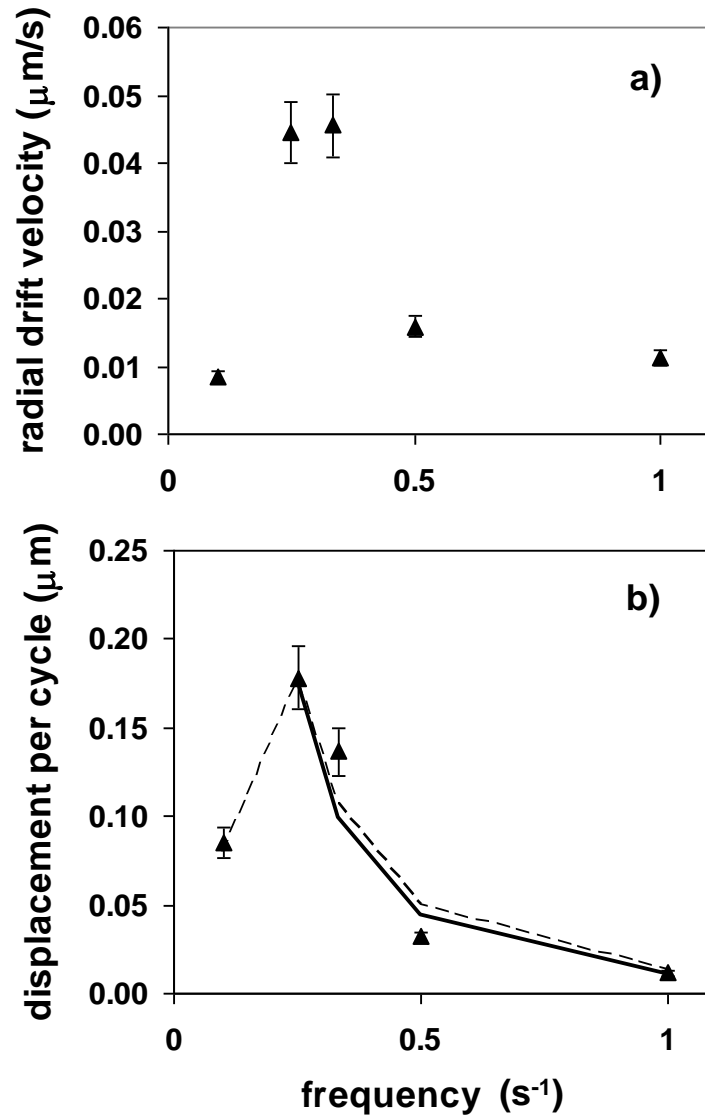 radial drift velocity (μm/s)
a)
0.06
0.05
0.04
0.03
0.02
0.01
0.00
0 0.5 1
displacement per cycle (μm)
b)
0.25
0.20
0.15
0.10
0.05
0.00
0 0.5 1
frequency (s⁻¹)